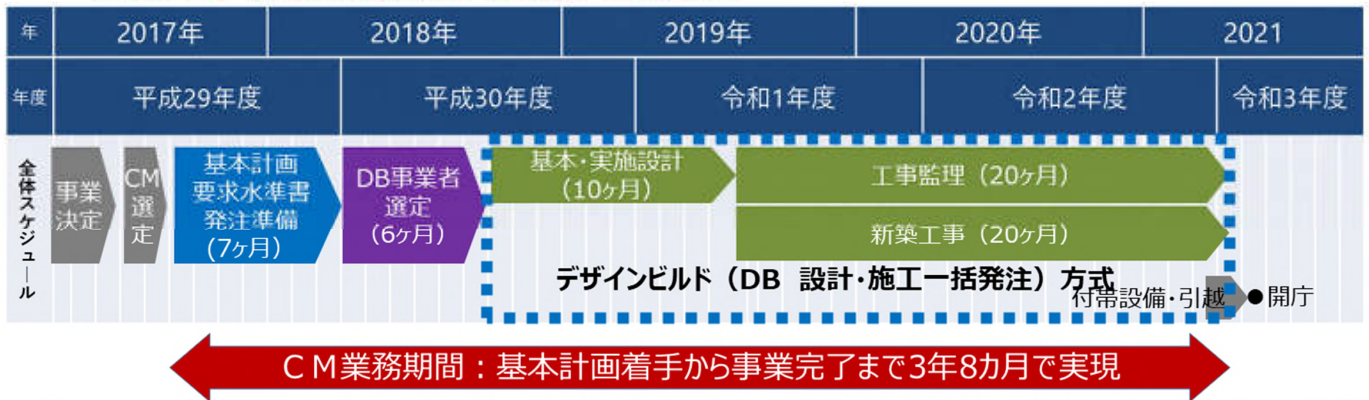 年 2017年 2018年 2019年 2020年 2021
年度 平成29年度 平成30年度 令和1年度 令和2年度 令和3年度
全体スケジュール
事業
決定
CM
選
定
基本計画
要求水準書
発注準備
(7ヶ月)
DB事業者
選定
(6ヶ月)
基本・実施設計
(10ヶ月)
工事監理（20ヶ月）
新築工事（20ヶ月）
デザインビルド（DB 設計・施工一括発注）方式
付帯設備・引越
●開庁
ＣＭ業務期間：基本計画着手から事業完了まで3年8カ月で実現